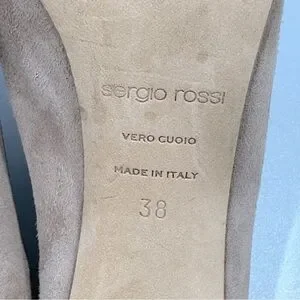 sergio rossi
VERO CUOIO
MADE IN ITALY
38